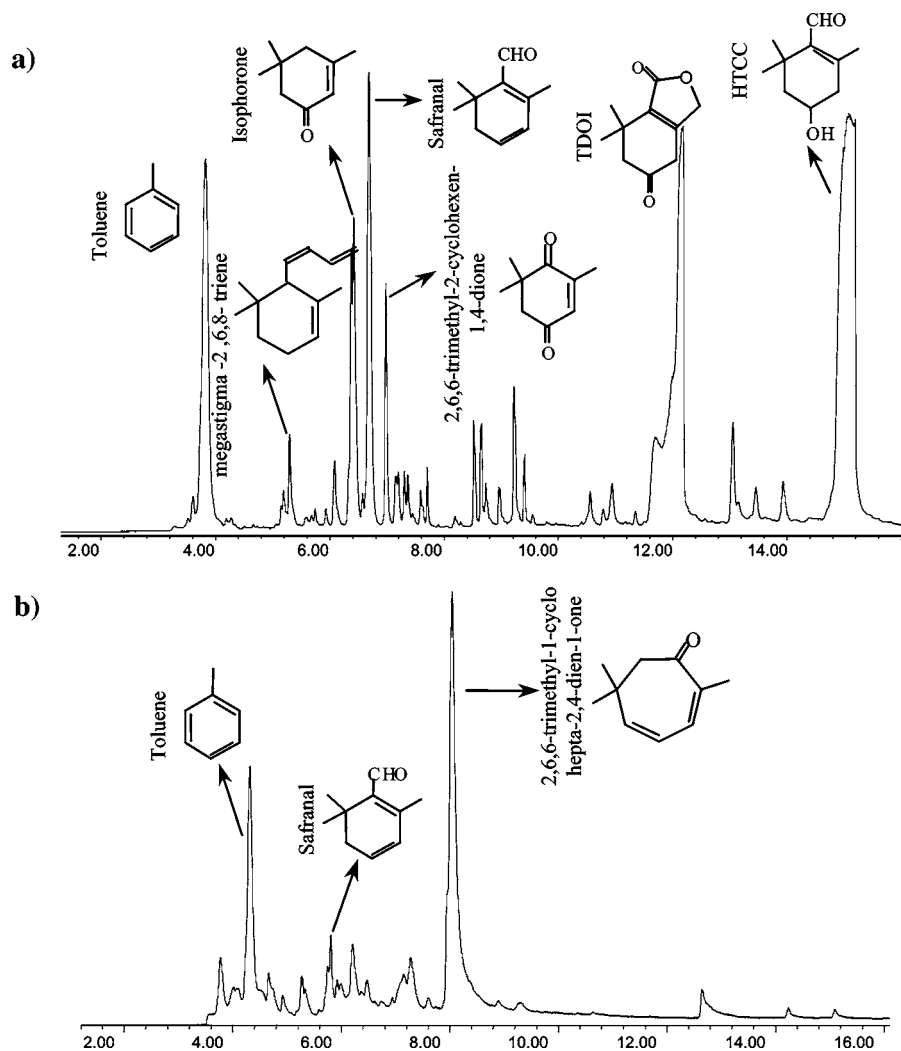 a)
Toluene
megastigma -2 ,6,8- triene
Isophorone
O
Safranal
CHO
2,6,6-trimethyl-2-cyclohexen-
1,4-dione
O
O
TDOI
O
O
O
HTCC
CHO
OH
2.00 4.00 6.00 8.00 10.00 12.00 14.00
b)
Toluene
Safranal
CHO
2,6,6-trimethyl-1-cyclo
hepta-2,4-dien-1-one
O
2.00 4.00 6.00 8.00 10.00 12.00 14.00 16.00